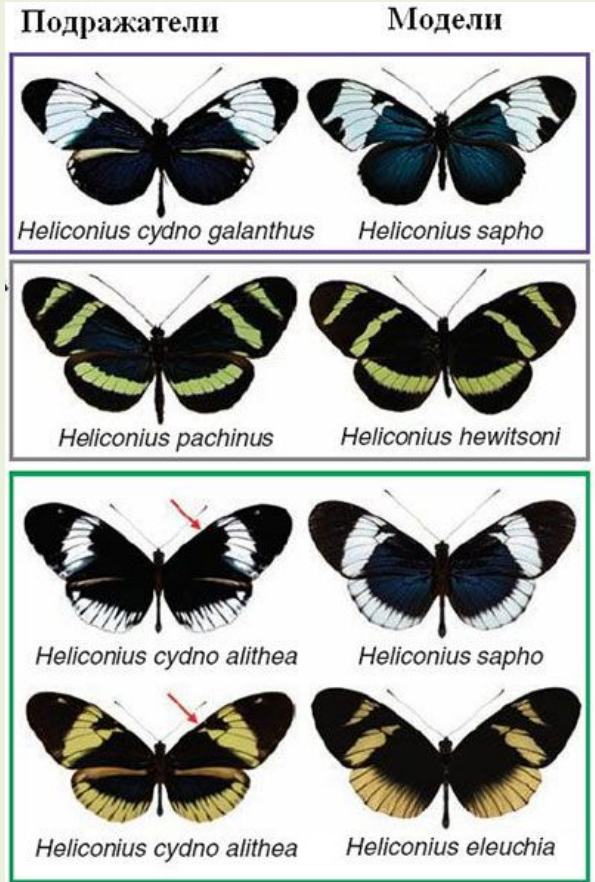 Подражатели Модели
Heliconius cydno galanthus Heliconius sapho
Heliconius pachinus Heliconius hewitsoni
Heliconius cydno alithea Heliconius sapho
Heliconius cydno alithea Heliconius eleuchia